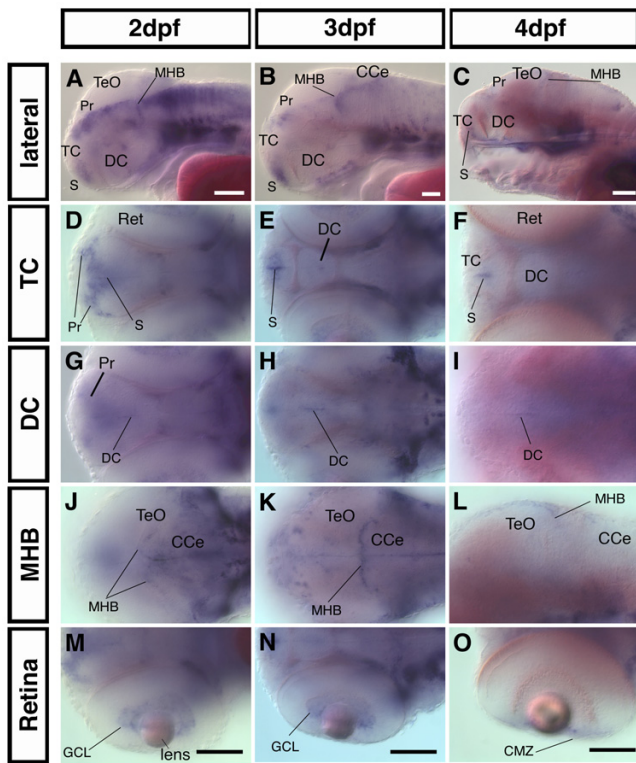 2dpf 3dpf 4dpf
lateral
A TeO MHB Pr TC DC S
B MHB CCe Pr TC DC S
C Pr TeO MHB TC DC S
TC
D Ret Pr S
E DC S
F Ret TC DC S
DC
G Pr DC
H DC
I DC
MHB
J TeO CCe MHB
K TeO CCe MHB
L MHB TeO CCe
Retina
M GCL lens
N GCL
O CMZ